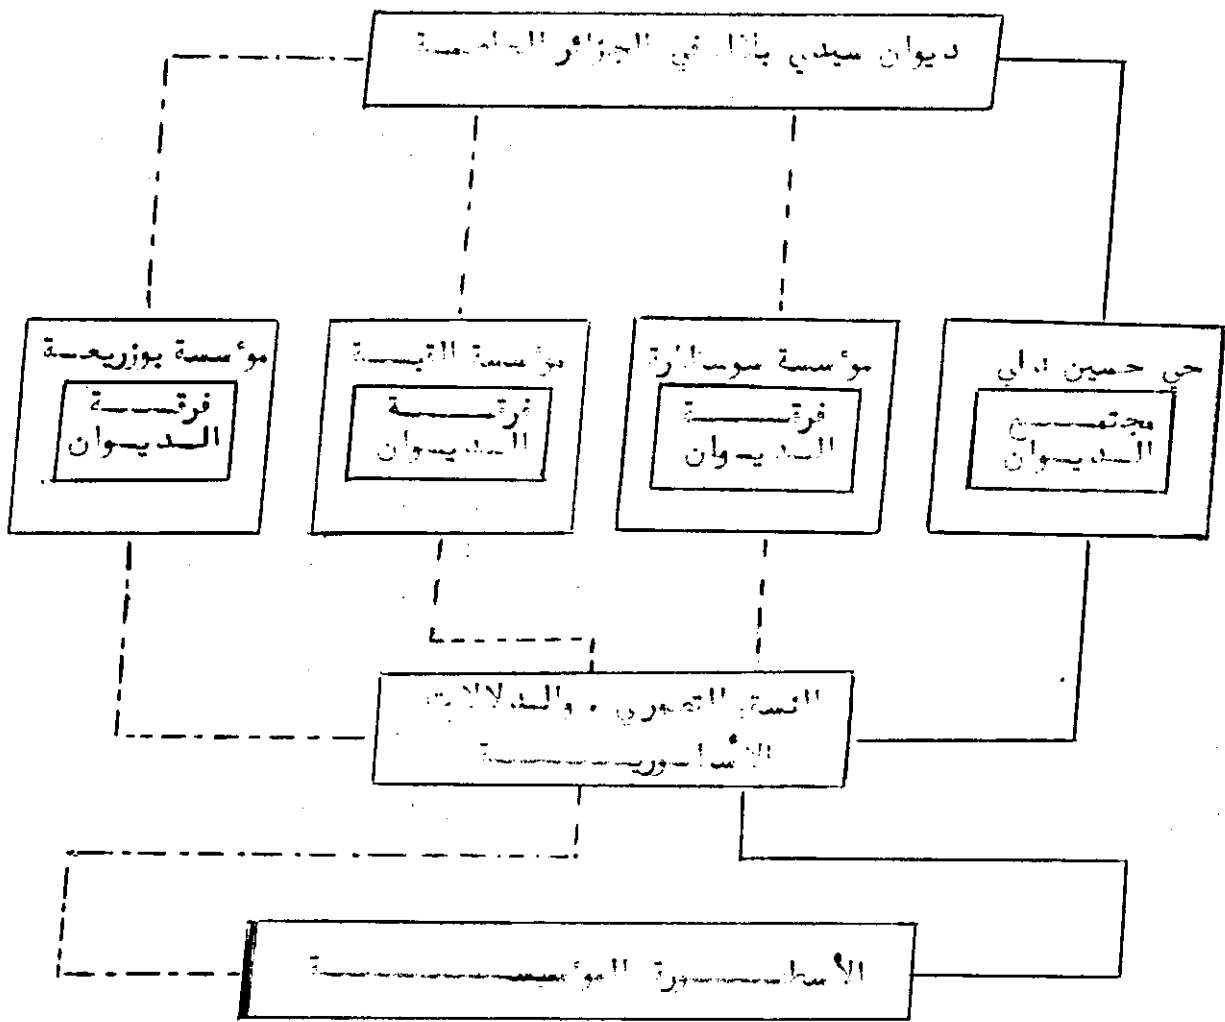 ديوان سيدي بلال في الجزائر العاصمة
حي حسين داي
مجتمع
الديوان
مؤسسة سوسطارة
فرقة
الديوان
مؤسسة القبة
فرقة
الديوان
مؤسسة بوزريعة
فرقة
الديوان
النسق التصوري ، والدلالات
الأسطورية
الأسطورة المؤسسة